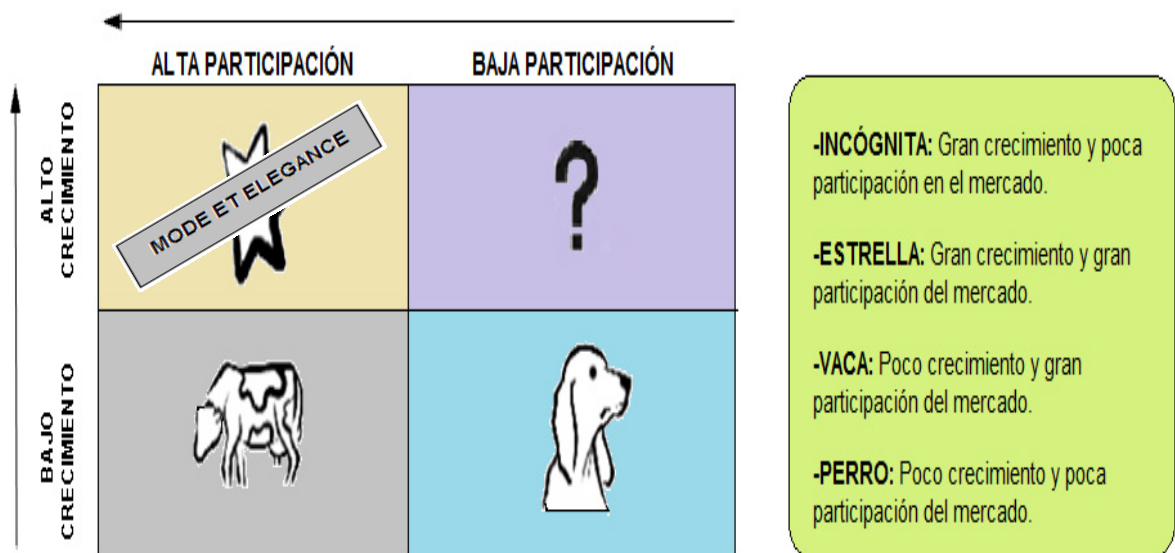 ALTA PARTICIPACIÓN
BAJA PARTICIPACIÓN
ALTO
CRECIMIENTO
MODE ET ELEGANCE
?
BAJO
CRECIMIENTO
-INCÓGNITA: Gran crecimiento y poca
participación en el mercado.
-ESTRELLA: Gran crecimiento y gran
participación del mercado.
-VACA: Poco crecimiento y gran
participación del mercado.
-PERRO: Poco crecimiento y poca
participación del mercado.